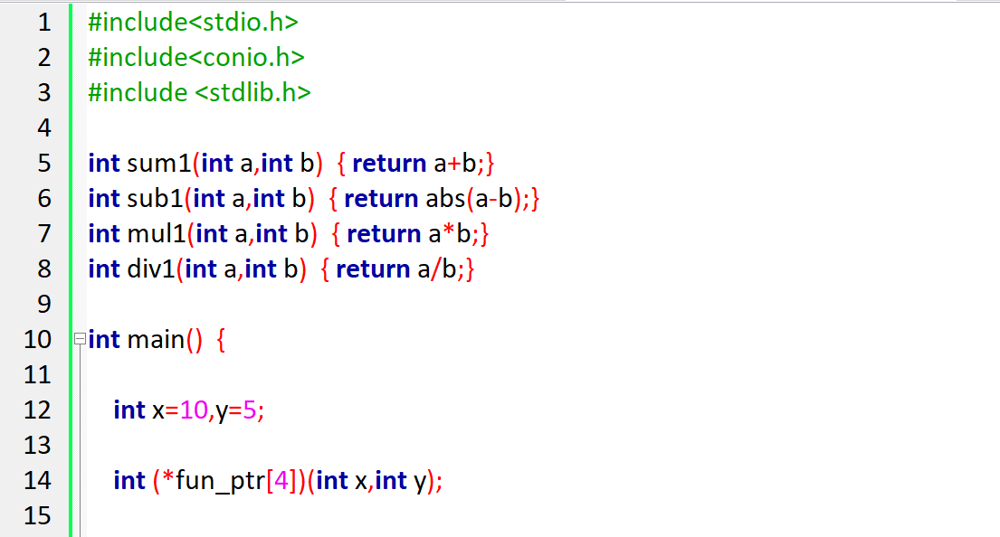 1 #include<stdio.h>
2 #include<conio.h>
3 #include <stdlib.h>
4
5 int sum1(int a,int b)  { return a+b;}
6 int sub1(int a,int b)  { return abs(a-b);}
7 int mul1(int a,int b)  { return a*b;}
8 int div1(int a,int b)  { return a/b;}
9
10 int main()  {
11
12 int x=10,y=5;
13
14 int (*fun_ptr[4])(int x,int y);
15